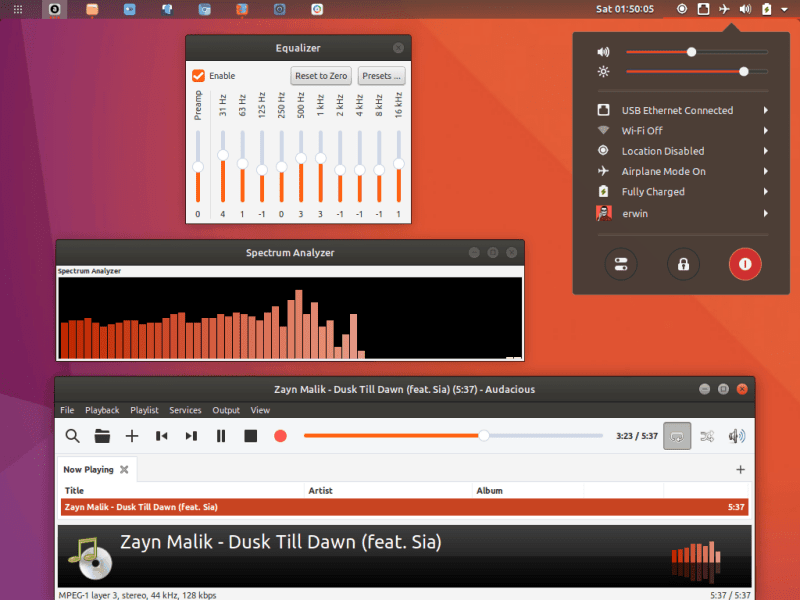 Sat 01:50:05
Equalizer
Enable
Reset to Zero
Presets ...
Preamp
31 Hz
63 Hz
125 Hz
250 Hz
500 Hz
1 kHz
2 kHz
4 kHz
8 kHz
16 kHz
0 4 1 -1 0 3 3 -1 -1 -1 1
USB Ethernet Connected
Wi-Fi Off
Location Disabled
Airplane Mode On
Fully Charged
erwin
Spectrum Analyzer
Spectrum Analyzer
Zayn Malik - Dusk Till Dawn (feat. Sia) (5:37) - Audacious
File Playback Playlist Services Output View
3:23 / 5:37
Now Playing
Title Artist Album
Zayn Malik - Dusk Till Dawn (feat. Sia) 5:37
Zayn Malik - Dusk Till Dawn (feat. Sia)
MPEG-1 layer 3, stereo, 44 kHz, 128 kbps 5:37 / 5:37